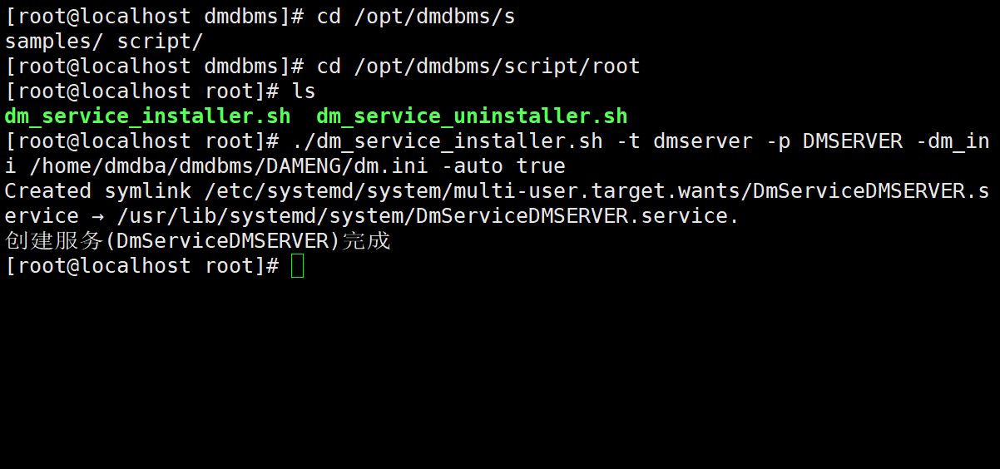 [root@localhost dmdbms]# cd /opt/dmdbms/s
samples/ script/
[root@localhost dmdbms]# cd /opt/dmdbms/script/root
[root@localhost root]# ls
dm_service_installer.sh  dm_service_uninstaller.sh
[root@localhost root]# ./dm_service_installer.sh -t dmserver -p DMSERVER -dm_in
i /home/dmdba/dmdbms/DAMENG/dm.ini -auto true
Created symlink /etc/systemd/system/multi-user.target.wants/DmServiceDMSERVER.s
ervice → /usr/lib/systemd/system/DmServiceDMSERVER.service.
创建服务(DmServiceDMSERVER)完成
[root@localhost root]#